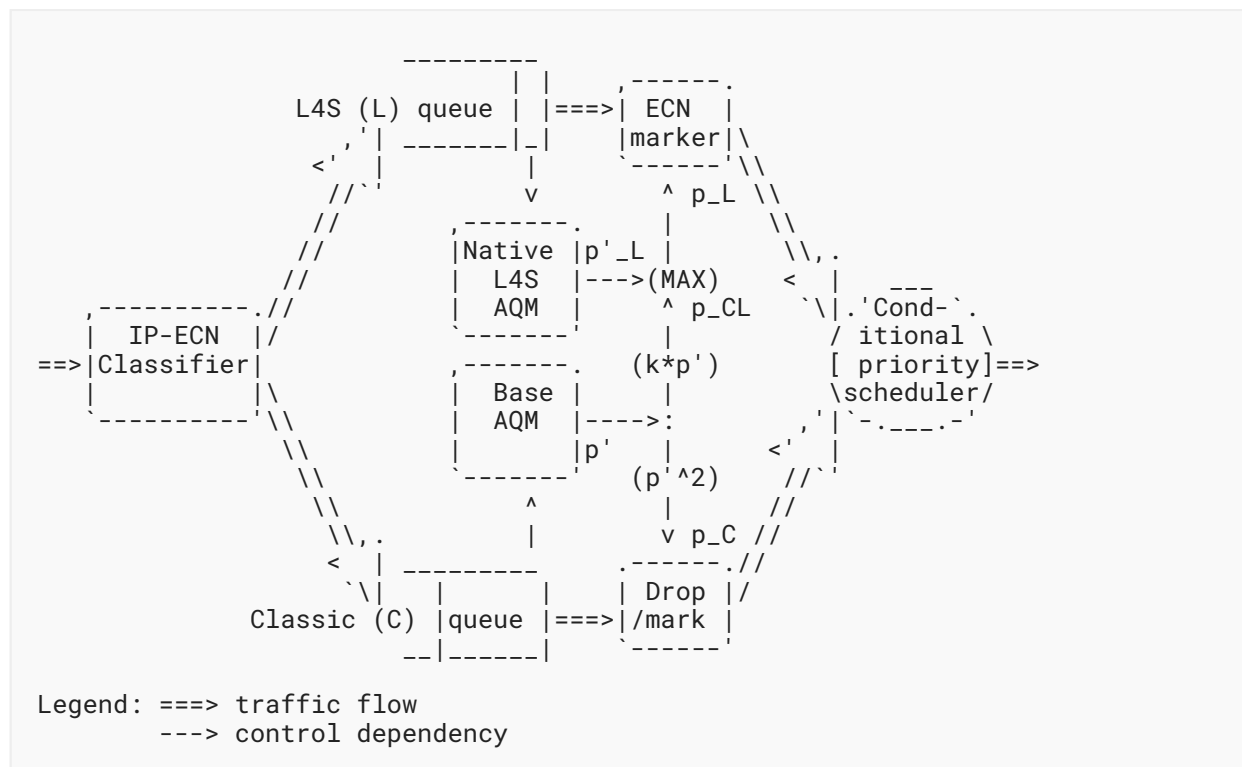 L4S (L) queue | |===>| ECN |
|marker|
^ p_L
|Native |p'_L |
| L4S |--->(MAX) <
| AQM | ^ p_CL .'Cond-`.
| IP-ECN |/ / itional \
==>|Classifier| (k*p') [ priority]==>
| Base | \scheduler/
| AQM |---->:
| |p' |
(p'^2)
v p_C
| Drop |/
Classic (C) |queue |===>|/mark |
Legend: ===> traffic flow
---> control dependency